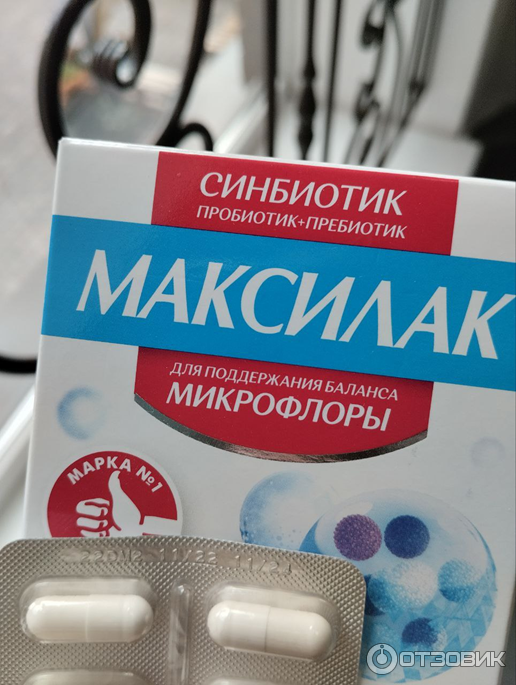 СИНБИОТИК
ПРОБИОТИК+ПРЕБИОТИК
МАКСИЛАК
ДЛЯ ПОДДЕРЖАНИЯ БАЛАНСА
МИКРОФЛОРЫ
МАРКА №1
ОТЗОВИК